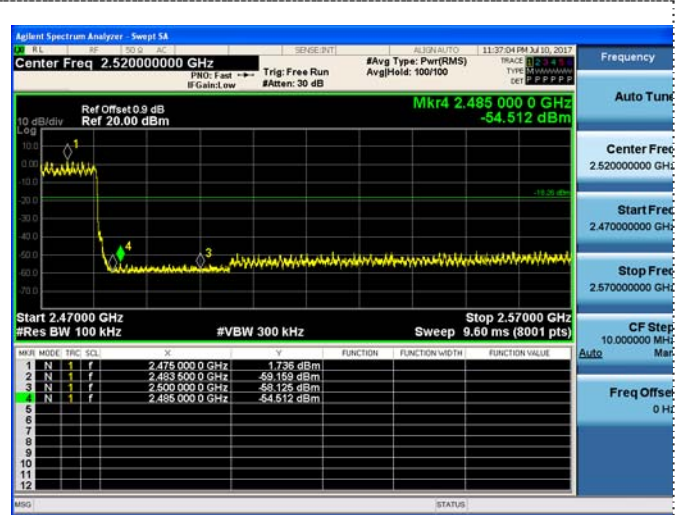 Agilent Spectrum Analyzer - Swept SA
RL RF 50 Ω AC SENSE:INT ALIGNAUTO 11:37:04 PM Jul 10, 2017
Center Freq 2.520000000 GHz
PNO: Fast
IFGain:Low
Trig: Free Run
#Atten: 30 dB
#Avg Type: Pwr(RMS)
Avg|Hold: 100/100
TRACE 1 2 3 4 5 6
TYPE M
DET P P P P P P
Ref Offset 0.9 dB
10 dB/div Ref 20.00 dBm
Log
Mkr4 2.485 000 0 GHz
-54.512 dBm
10.0
0.00
-10.0
-20.0
-30.0
-40.0
-50.0
-60.0
-70.0
1
4
3
Start 2.47000 GHz
Stop 2.57000 GHz
#Res BW 100 kHz #VBW 300 kHz Sweep 9.60 ms (8001 pts)
MKR MODE TRC SCL X Y FUNCTION FUNCTION WIDTH FUNCTION VALUE
1 N 1 f 2.475 000 0 GHz 1.736 dBm
2 N 1 f 2.483 500 0 GHz -59.159 dBm
3 N 1 f 2.500 000 0 GHz -58.125 dBm
4 N 1 f 2.485 000 0 GHz -54.512 dBm
5
6
7
8
9
10
11
12
MSG STATUS
Frequency
Auto Tune
Center Freq
2.520000000 GHz
Start Freq
2.470000000 GHz
Stop Freq
2.570000000 GHz
CF Step
10.000000 MHz
Auto Man
Freq Offset
0 Hz